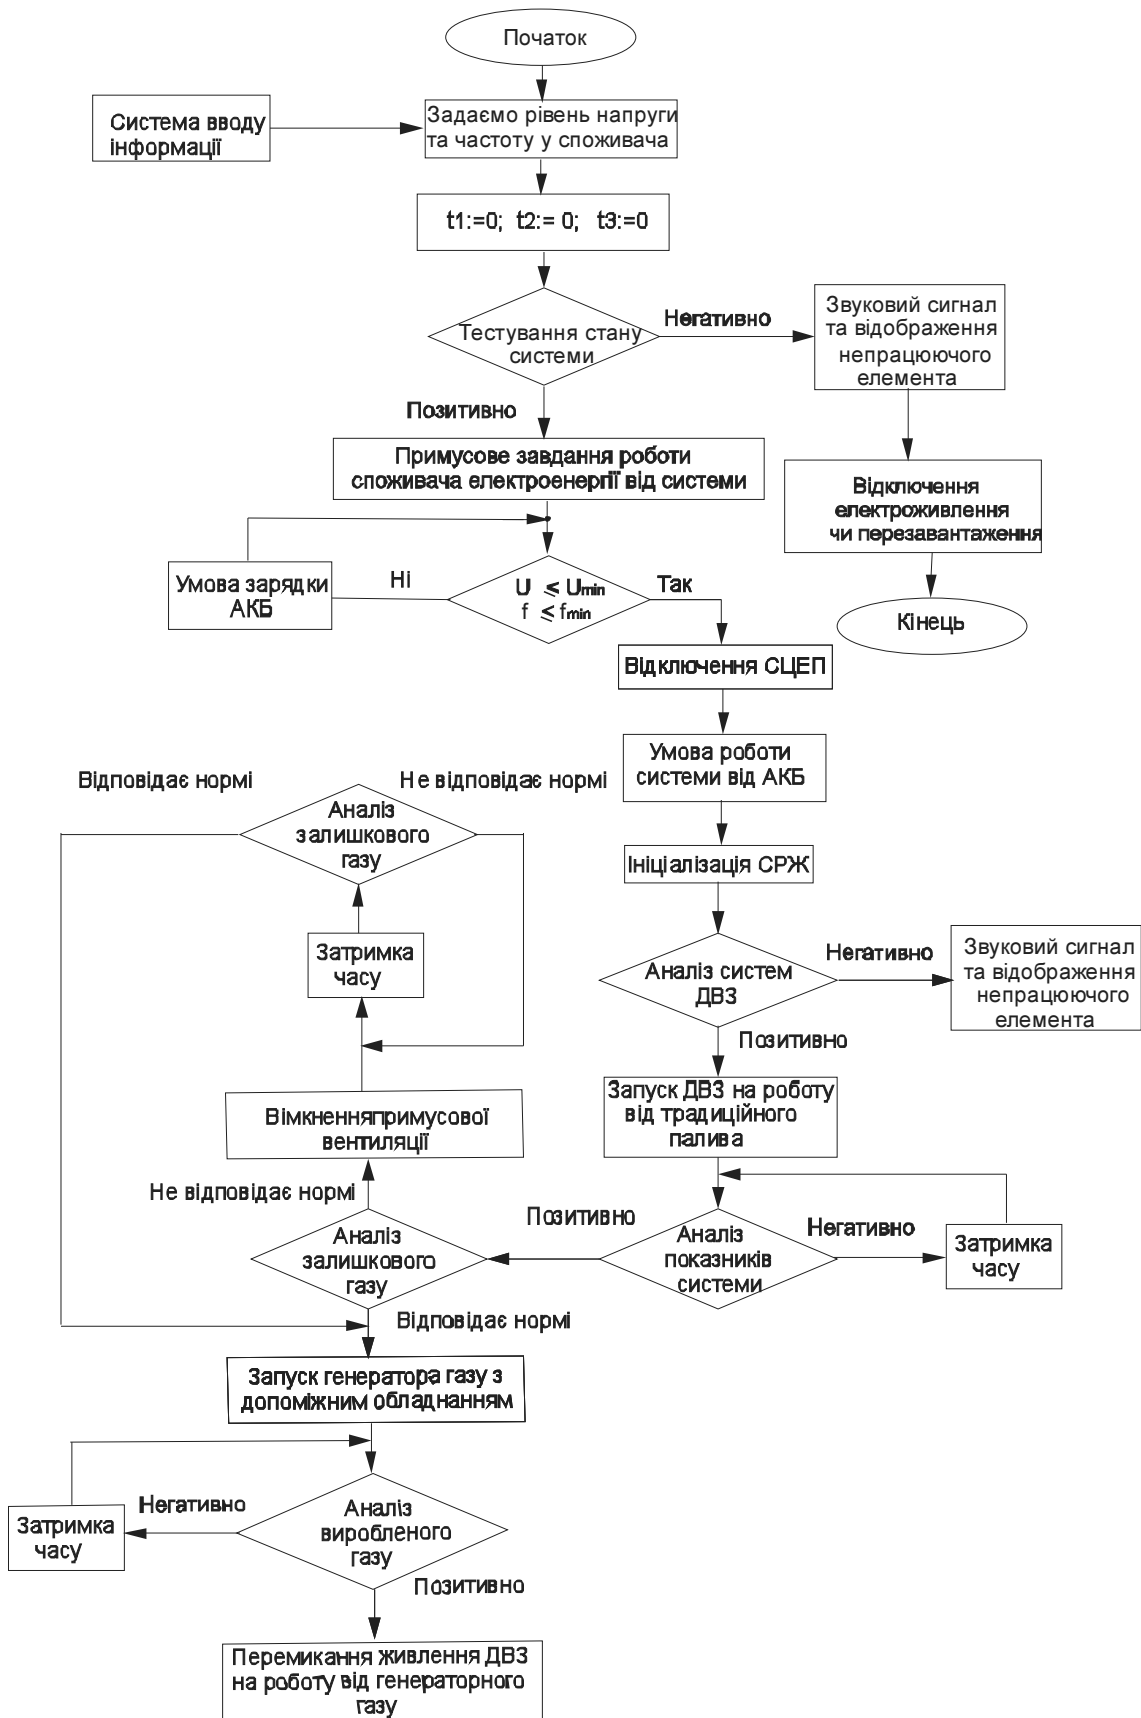 Початок
Система вводу
інформації
Задаємо рівень напруги
та частоту у споживача
t1:=0; t2:= 0; t3:=0
Тестування стану
системи
Негативно
Звуковий сигнал
та відображення
непрацюючого
елемента
Позитивно
Примусове завдання роботи
споживача електроенергії від системи
Відключення
електроживлення
чи перезавантаження
Кінець
Умова зарядки
АКБ
Ні
U ≤ Umin
f ≤ fmin
Так
Відключення СЦЕП
Умова роботи
системи від АКБ
Ініціалізація СРЖ
Аналіз систем
ДВЗ
Негативно
Звуковий сигнал
та відображення
непрацюючого
елемента
Позитивно
Запуск ДВЗ на роботу
від традиційного
палива
Аналіз
показників
системи
Негативно
Затримка
часу
Позитивно
Відповідає нормі
Не відповідає нормі
Аналіз
залишкового
газу
Затримка
часу
Вімкненняпримусової
вентиляції
Не відповідає нормі
Аналіз
залишкового
газу
Відповідає нормі
Запуск генератора газу з
допоміжним обладнанням
Затримка
часу
Негативно
Аналіз
виробленого
газу
Позитивно
Перемикання живлення ДВЗ
на роботу від генераторного
газу